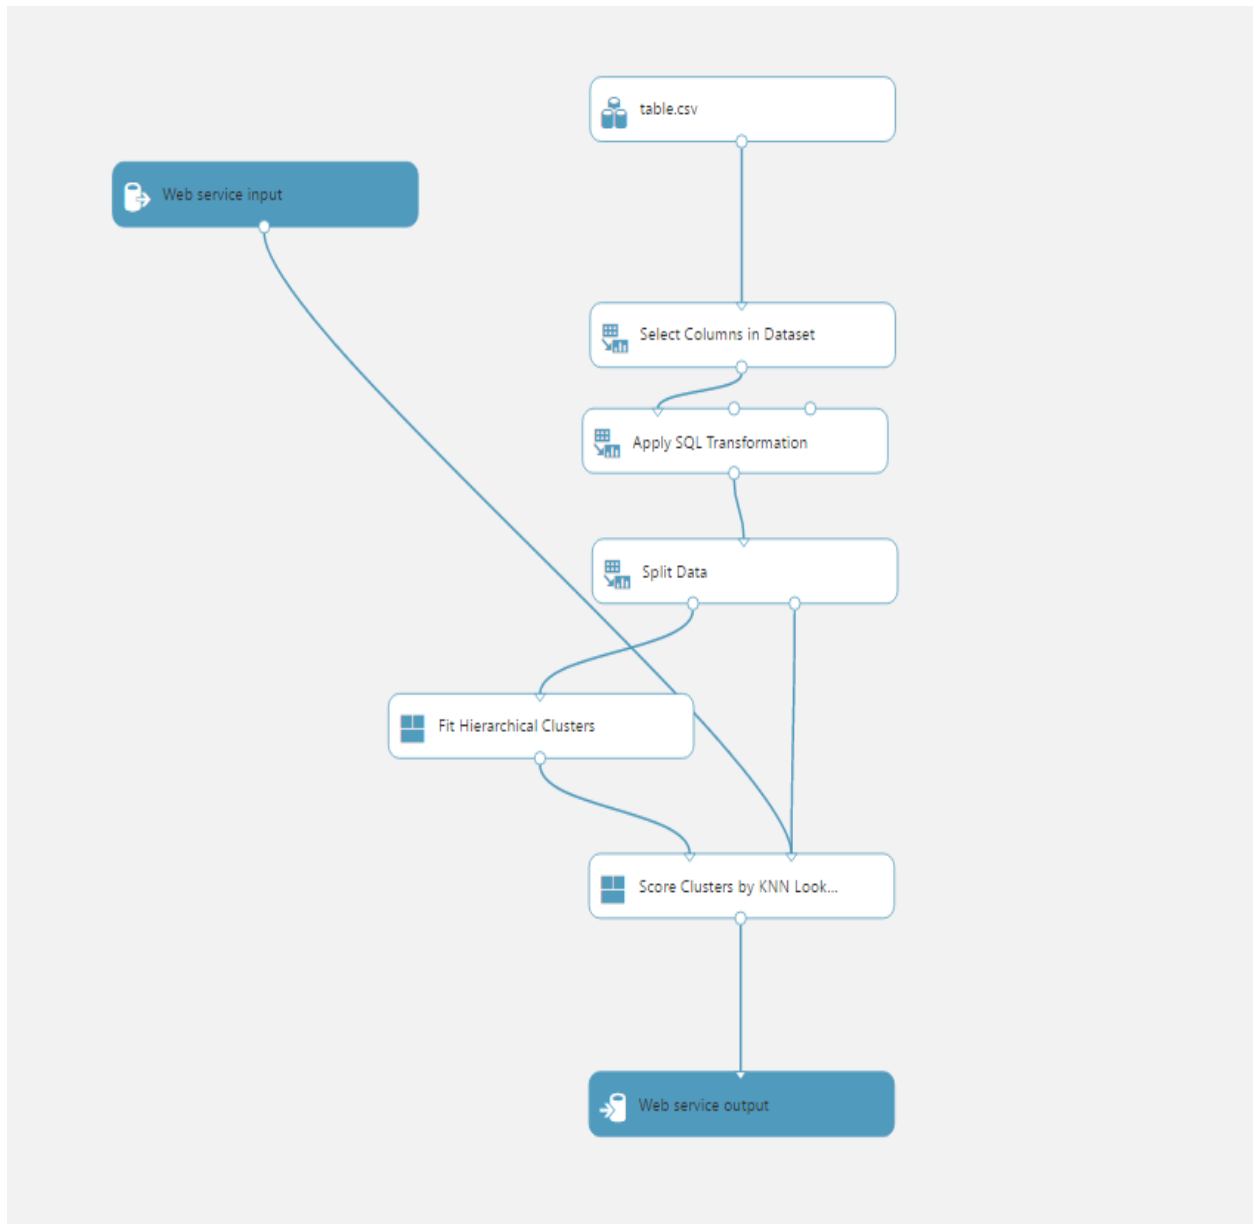 table.csv
Web service input
Select Columns in Dataset
Apply SQL Transformation
Split Data
Fit Hierarchical Clusters
Score Clusters by KNN Look...
Web service output